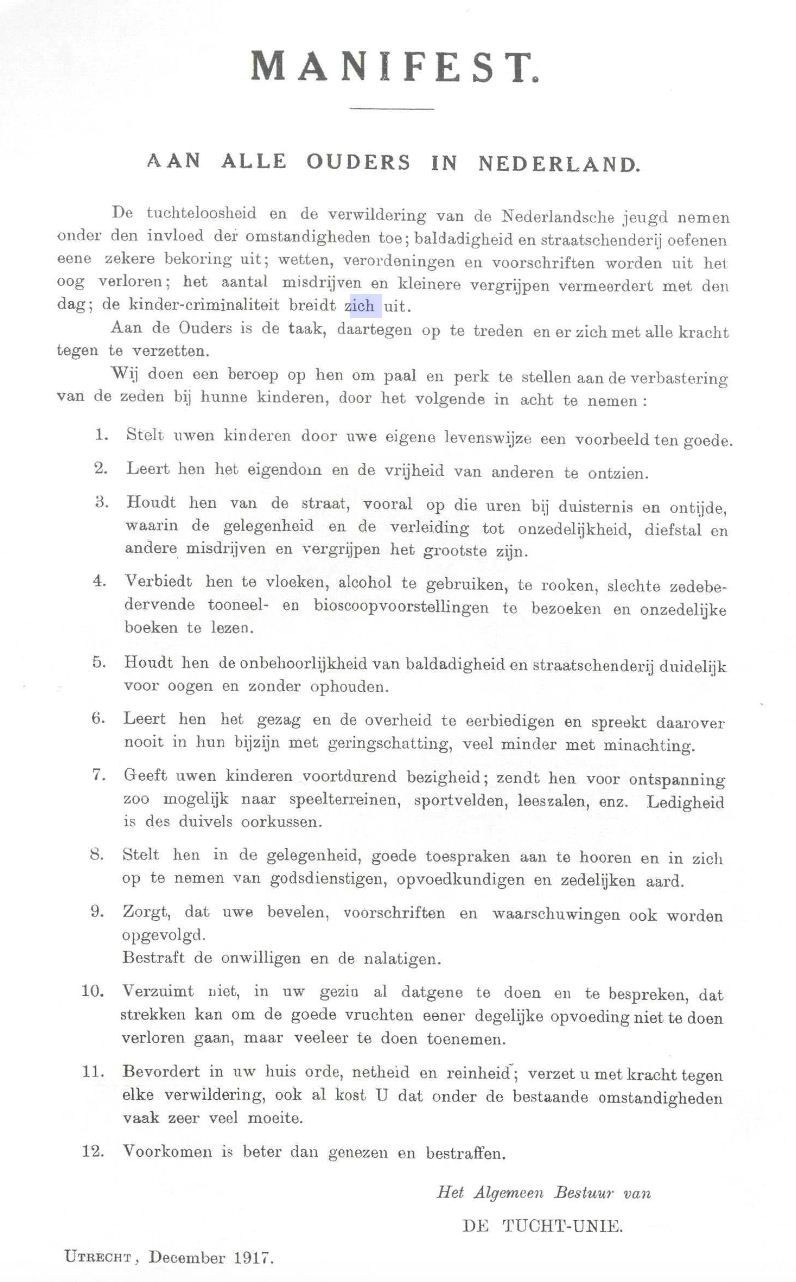 MANIFEST.
AAN ALLE OUDERS IN NEDERLAND.
De tuchteloosheid en de verwildering van de Nederlandsche jeugd nemen
onder den invloed der omstandigheden toe; baldadigheid en straatschenderij oefenen
eene zekere bekoring uit; wetten, verordeningen en voorschriften worden uit het
oog verloren; het aantal misdrijven en kleinere vergrijpen vermeerdert met den
dag; de kinder-criminaliteit breidt zich uit.
Aan de Ouders is de taak, daartegen op te treden en er zich met alle kracht
tegen te verzetten.
Wij doen een beroep op hen om paal en perk te stellen aan de verbastering
van de zeden bij hunne kinderen, door het volgende in acht te nemen:
1. Stelt uwen kinderen door uwe eigene levenswijze een voorbeeld ten goede.
2. Leert hen het eigendom en de vrijheid van anderen te ontzien.
3. Houdt hen van de straat, vooral op die uren bij duisternis en ontijde,
waarin de gelegenheid en de verleiding tot onzedelijkheid, diefstal en
andere misdrijven en vergrijpen het grootste zijn.
4. Verbiedt hen te vloeken, alcohol te gebruiken, te rooken, slechte zedebe-
dervende tooneel- en bioscoopvoorstellingen te bezoeken en onzedelijke
boeken te lezen.
5. Houdt hen de onbehoorlijkheid van baldadigheid en straatschenderij duidelijk
voor oogen en zonder ophouden.
6. Leert hen het gezag en de overheid te eerbiedigen en spreekt daarover
nooit in hun bijzijn met geringschatting, veel minder met minachting.
7. Geeft uwen kinderen voortdurend bezigheid; zendt hen voor ontspanning
zoo mogelijk naar speelterreinen, sportvelden, leeszalen, enz. Ledigheid
is des duivels oorkussen.
8. Stelt hen in de gelegenheid, goede toespraken aan te hooren en in zich
op te nemen van godsdienstigen, opvoedkundigen en zedelijken aard.
9. Zorgt, dat uwe bevelen, voorschriften en waarschuwingen ook worden
opgevolgd.
Bestraft de onwilligen en de nalatigen.
10. Verzuimt niet, in uw gezin al datgene te doen en te bespreken, dat
strekken kan om de goede vruchten eener degelijke opvoeding niet te doen
verloren gaan, maar veeleer te doen toenemen.
11. Bevordert in uw huis orde, netheid en reinheid; verzet u met kracht tegen
elke verwildering, ook al kost U dat onder de bestaande omstandigheden
vaak zeer veel moeite.
12. Voorkomen is beter dan genezen en bestraffen.
Het Algemeen Bestuur van
DE TUCHT-UNIE.
UTRECHT, December 1917.